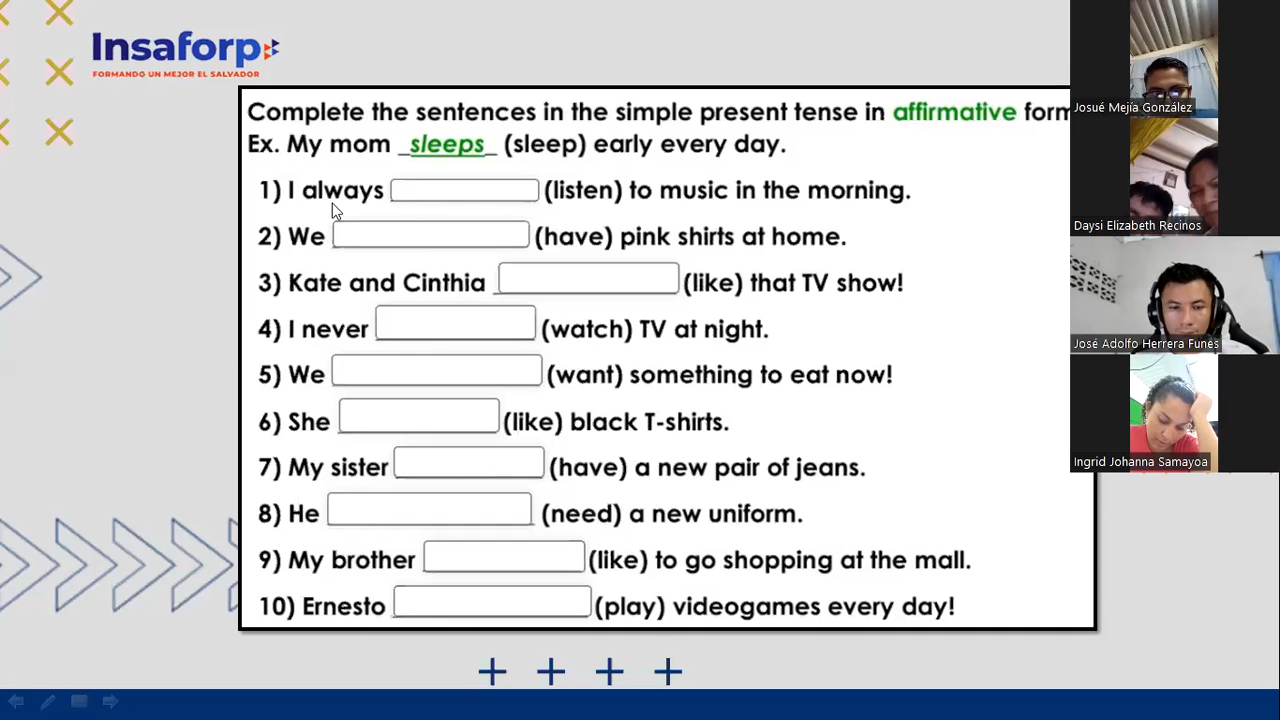 Insaforp
FORMANDO UN MEJOR EL SALVADOR
Complete the sentences in the simple present tense in affirmative form
Ex. My mom _sleeps_ (sleep) early every day.
1) I always (listen) to music in the morning.
2) We (have) pink shirts at home.
3) Kate and Cinthia (like) that TV show!
4) I never (watch) TV at night.
5) We (want) something to eat now!
6) She (like) black T-shirts.
7) My sister (have) a new pair of jeans.
8) He (need) a new uniform.
9) My brother (like) to go shopping at the mall.
10) Ernesto (play) videogames every day!
Josué Mejía González
Daysi Elizabeth Recinos
José Adolfo Herrera Funes
Ingrid Johanna Samayoa